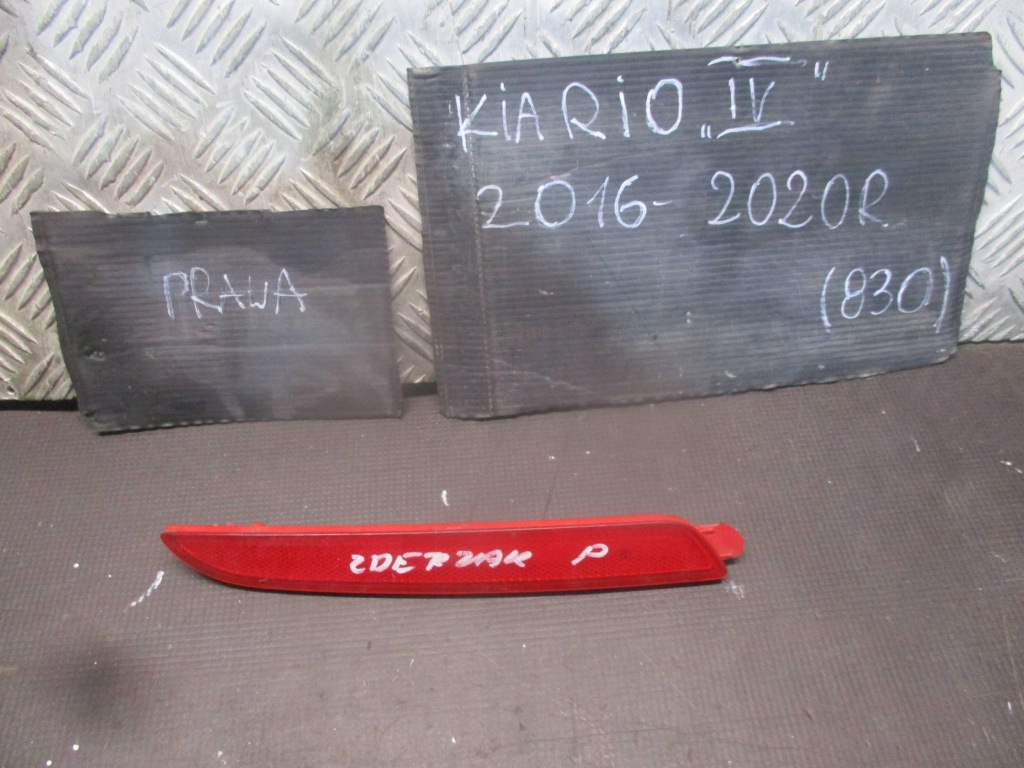 PRAWA
"KiA RiO „IV"
2016- 2020R
(830)
ZDERZAK P